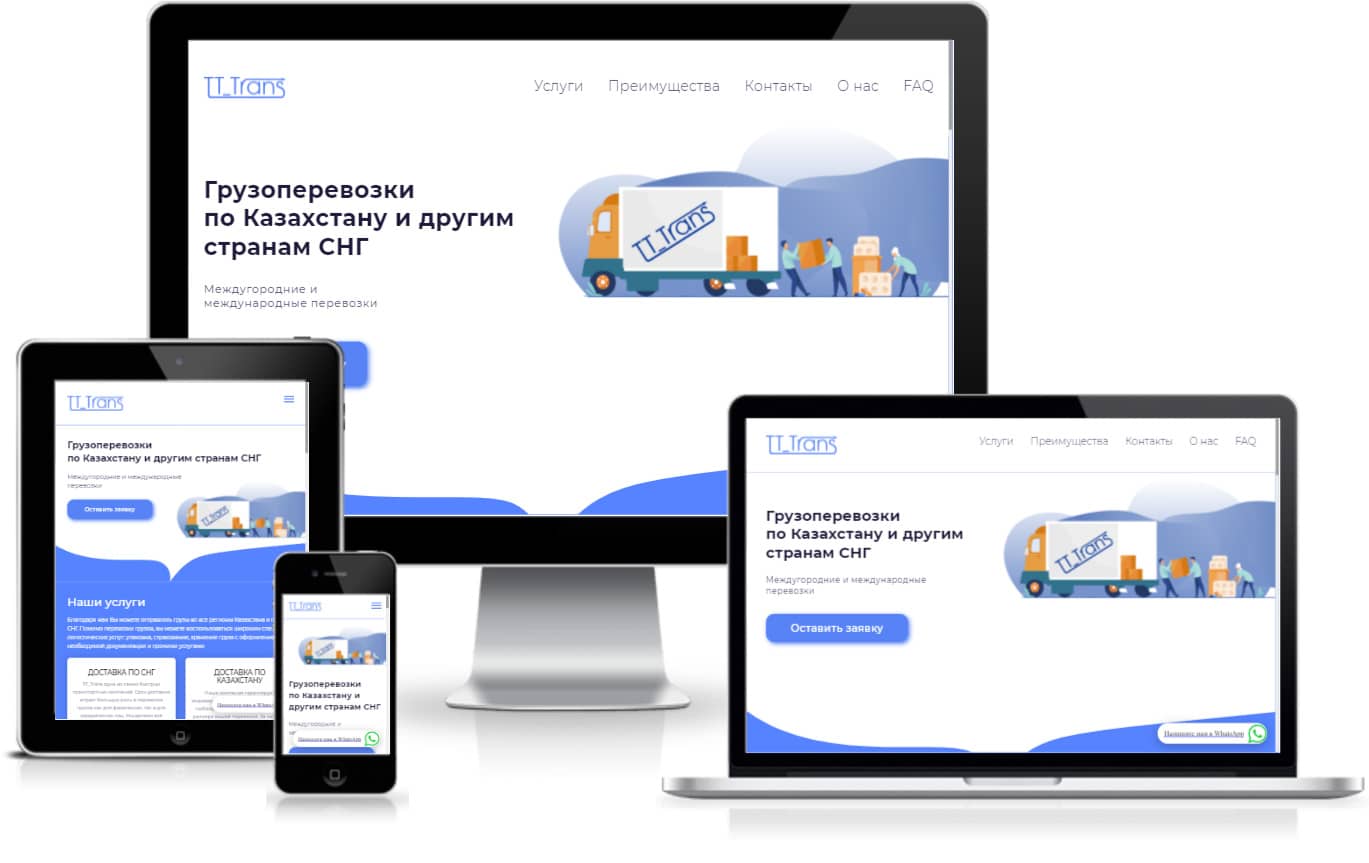 TT_Trans
Услуги Преимущества Контакты О нас FAQ
Грузоперевозки
по Казахстану и другим
странам СНГ
Междугородние и
международные перевозки
TT_Trans
TT_Trans
Грузоперевозки
по Казахстану и другим странам СНГ
Междугородние и международные
перевозки
Оставить заявку
TT_Trans
Наши услуги
ДОСТАВКА ПО СНГ
ДОСТАВКА ПО
КАЗАХСТАНУ
TT_Trans
TT_Trans
Грузоперевозки
по Казахстану и
другим странам СНГ
Междугородние и
Напишите нам в WhatsApp
TT_Trans
Услуги Преимущества Контакты О нас FAQ
Грузоперевозки
по Казахстану и другим
странам СНГ
Междугородние и международные
перевозки
Оставить заявку
TT_Trans
Напишите нам в WhatsApp